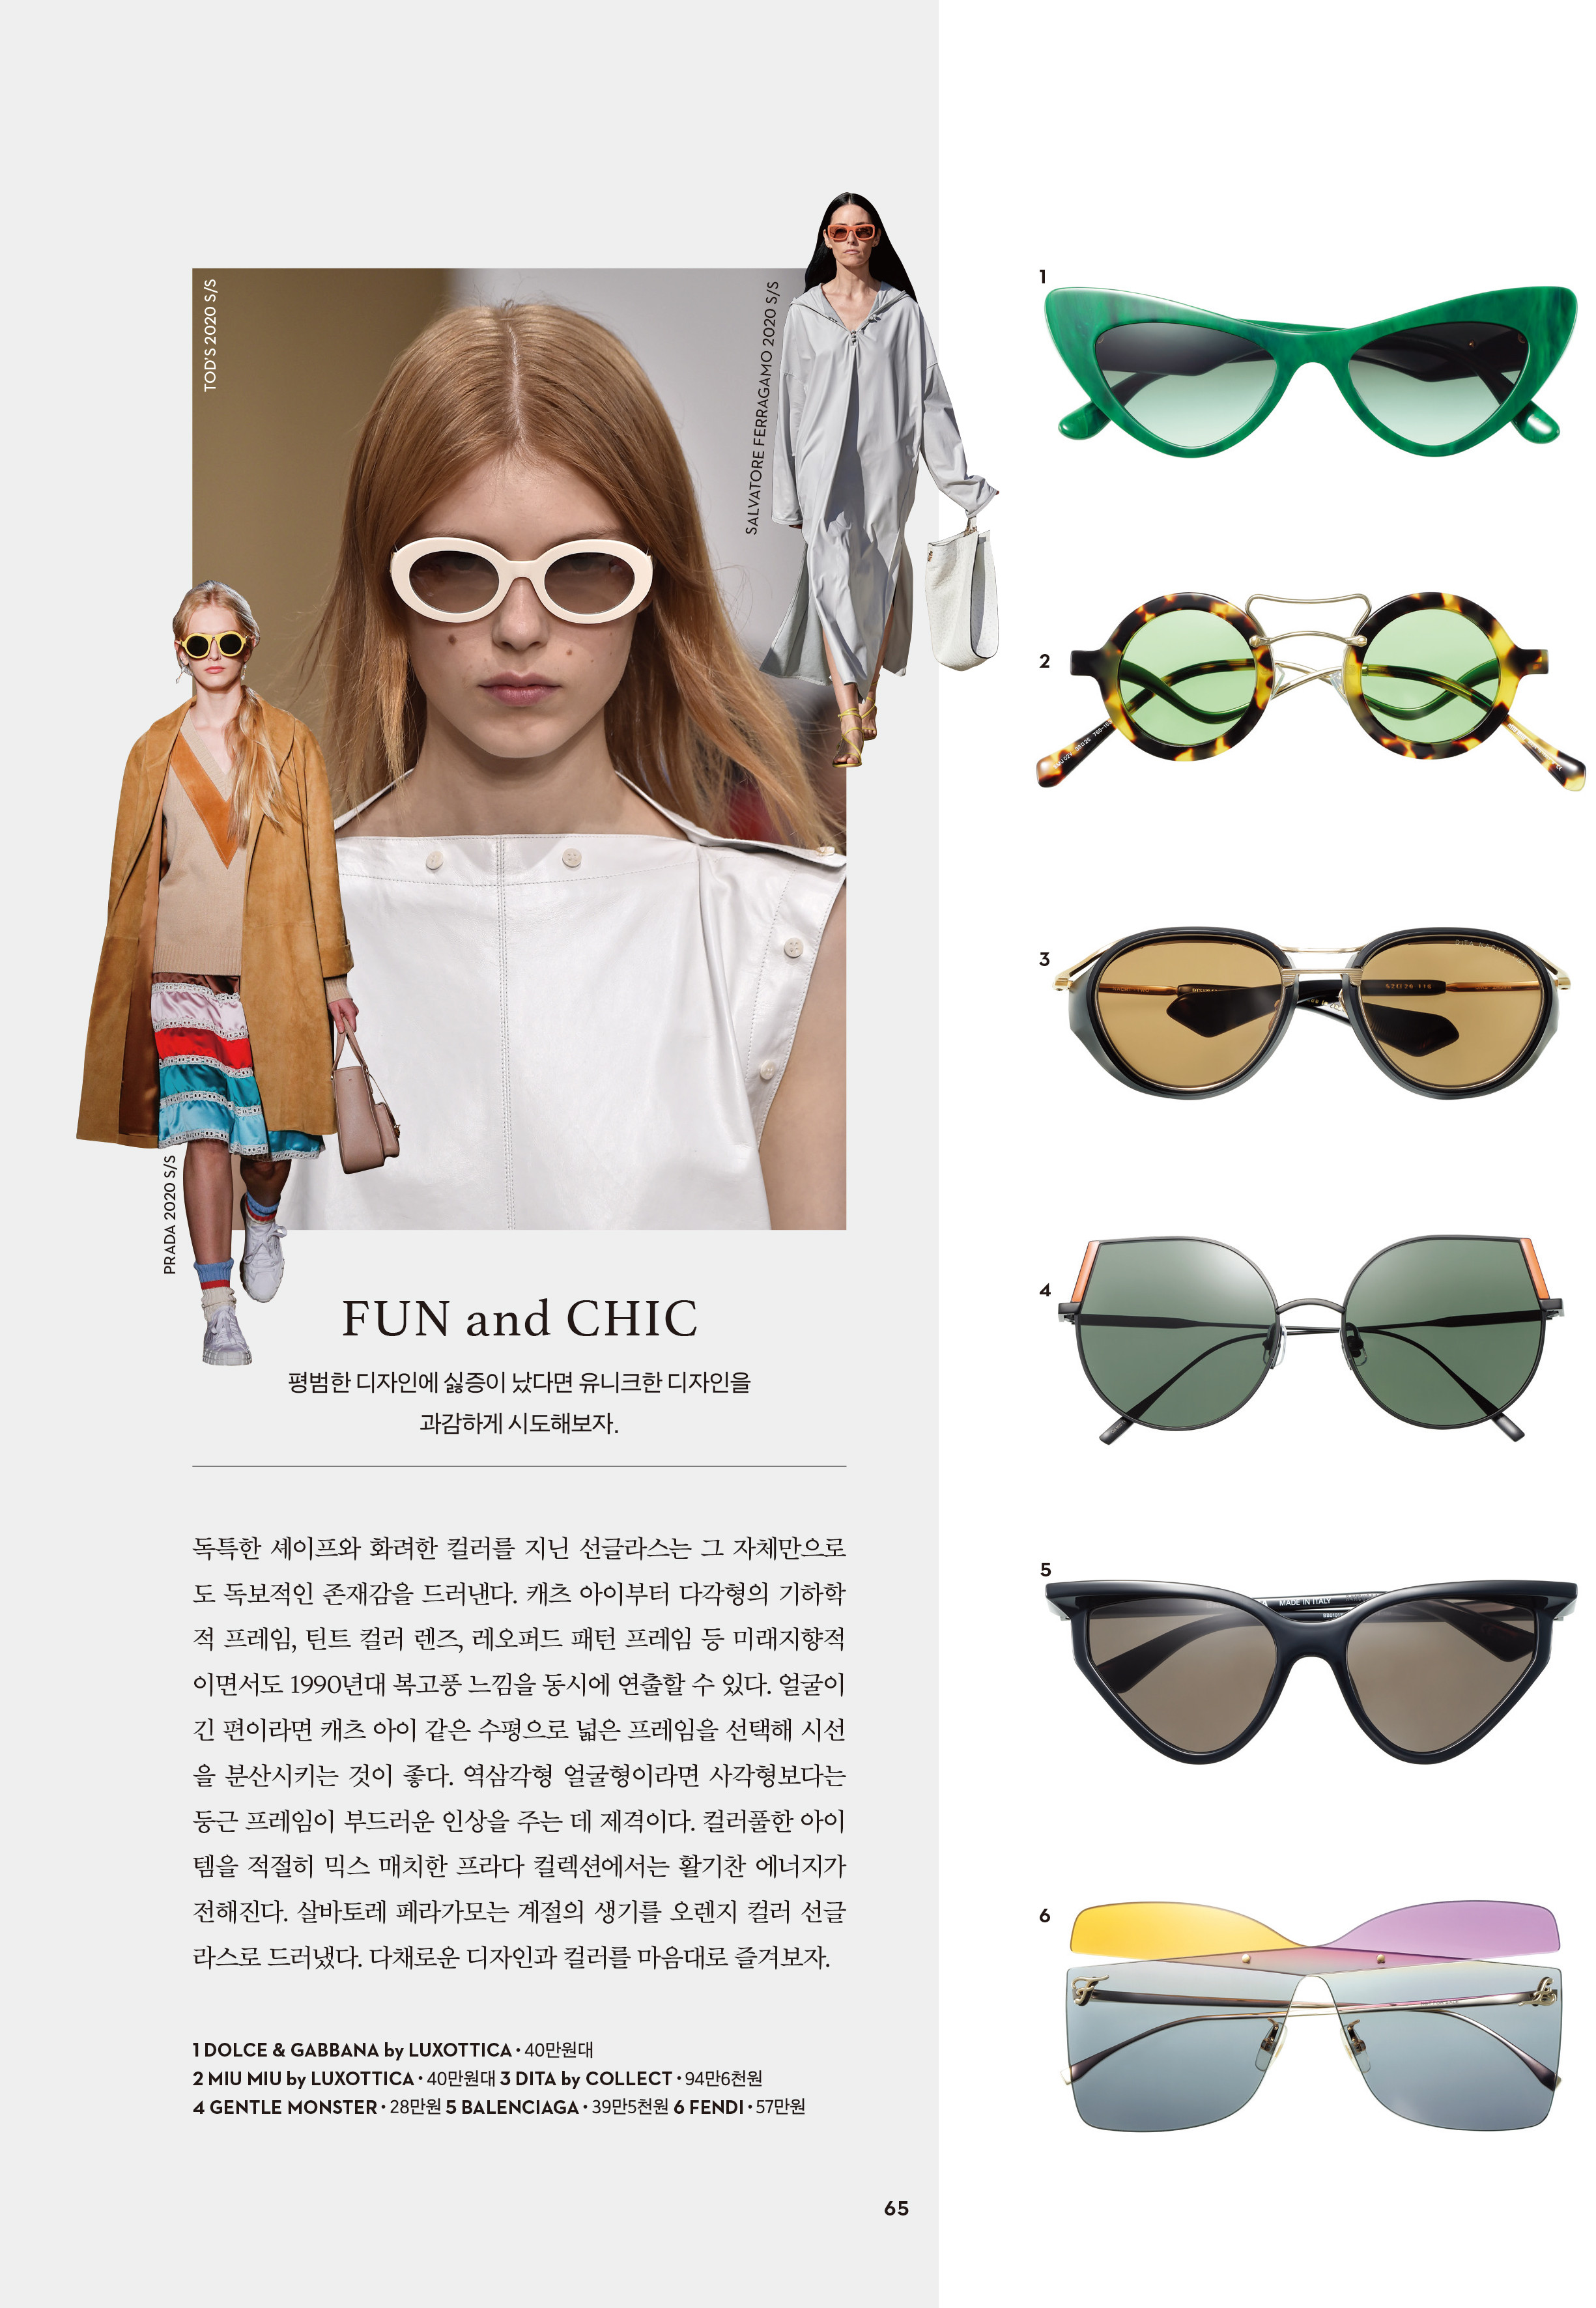 TOD'S 2020 S/S
SALVATORE FERRAGAMO 2020 S/S
PRADA 2020 S/S
FUN and CHIC
평범한 디자인에 싫증이 났다면 유니크한 디자인을
과감하게 시도해보자.
독특한 셰이프와 화려한 컬러를 지닌 선글라스는 그 자체만으로
도 독보적인 존재감을 드러낸다. 캐츠 아이부터 다각형의 기하학
적 프레임, 틴트 컬러 렌즈, 레오퍼드 패턴 프레임 등 미래지향적
이면서도 1990년대 복고풍 느낌을 동시에 연출할 수 있다. 얼굴이
긴 편이라면 캐츠 아이 같은 수평으로 넓은 프레임을 선택해 시선
을 분산시키는 것이 좋다. 역삼각형 얼굴형이라면 사각형보다는
둥근 프레임이 부드러운 인상을 주는 데 제격이다. 컬러풀한 아이
템을 적절히 믹스 매치한 프라다 컬렉션에서는 활기찬 에너지가
전해진다. 살바토레 페라가모는 계절의 생기를 오렌지 컬러 선글
라스로 드러냈다. 다채로운 디자인과 컬러를 마음대로 즐겨보자.
1 DOLCE & GABBANA by LUXOTTICA · 40만원대
2 MIU MIU by LUXOTTICA · 40만원대 3 DITA by COLLECT · 94만6천원
4 GENTLE MONSTER · 28만원 5 BALENCIAGA · 39만5천원 6 FENDI · 57만원
65
1
2
3
4
5
MADE IN ITALY
6